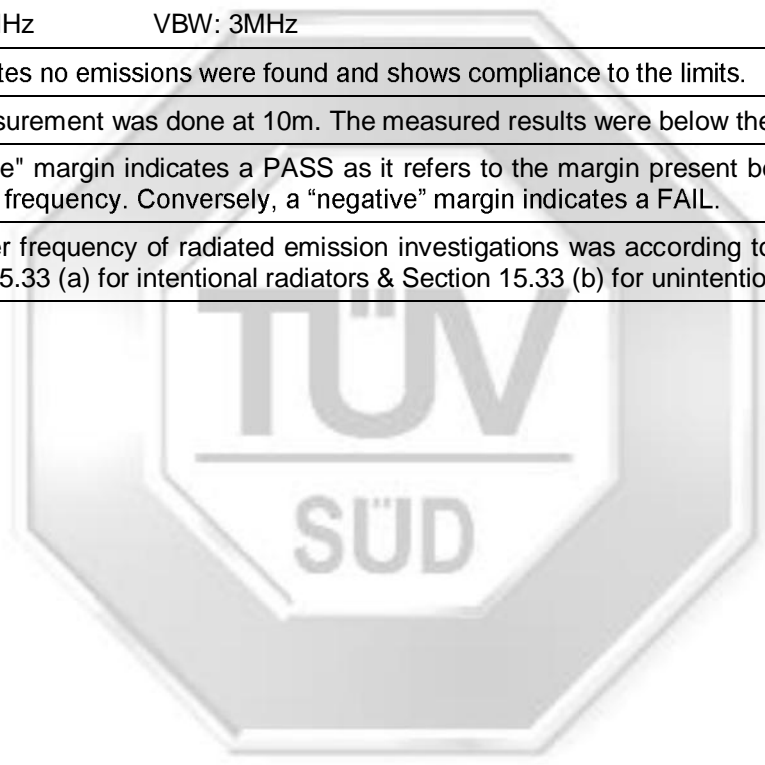 Hz VBW: 3MHz
tes no emissions were found and shows compliance to the limits.
surement was done at 10m. The measured results were below the
e" margin indicates a PASS as it refers to the margin present be
frequency. Conversely, a “negative” margin indicates a FAIL.
er frequency of radiated emission investigations was according to
5.33 (a) for intentional radiators & Section 15.33 (b) for unintentio
TÜV
SÜD